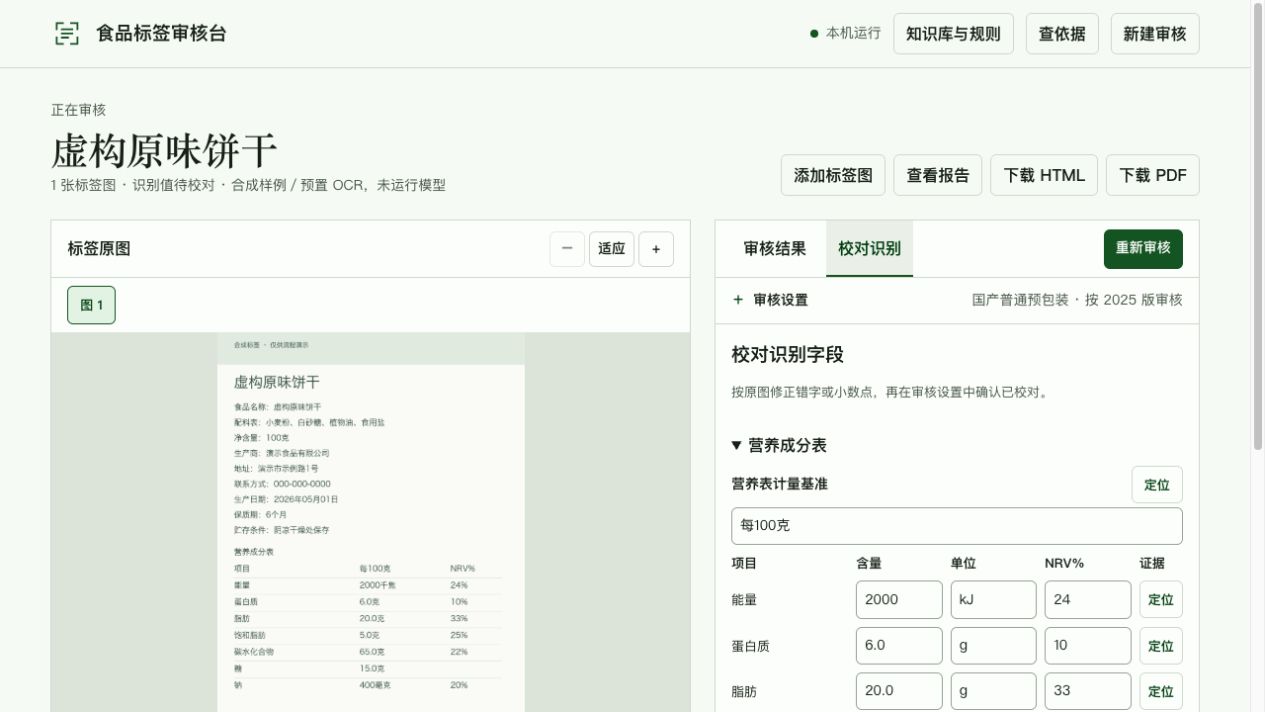 食品标签审核台
本机运行
知识库与规则
查依据
新建审核
正在审核
虚构原味饼干
1 张标签图 · 识别值待校对 · 合成样例 / 预置 OCR，未运行模型
添加标签图
查看报告
下载 HTML
下载 PDF
标签原图
− 适应 +
图 1
合成标签 · 仅供流程演示
虚构原味饼干
食品名称：虚构原味饼干
配料表：小麦粉、白砂糖、植物油、食用盐
净含量：100克
生产商：演示食品有限公司
地址：演示市示例路1号
联系方式：000-000-0000
生产日期：2026年05月01日
保质期：6个月
贮存条件：阴凉干燥处保存
营养成分表
项目 每100克 NRV%
能量 2000千焦 24%
蛋白质 6.0克 10%
脂肪 20.0克 33%
饱和脂肪 5.0克 25%
碳水化合物 65.0克 22%
糖 15.0克
钠 400毫克 20%
审核结果
校对识别
重新审核
+ 审核设置
国产普通预包装 · 按 2025 版审核
校对识别字段
按原图修正错字或小数点，再在审核设置中确认已校对。
▼ 营养成分表
营养表计量基准
定位
每100克
项目 含量 单位 NRV% 证据
能量 2000 kJ 24 定位
蛋白质 6.0 g 10 定位
脂肪 20.0 g 33 定位